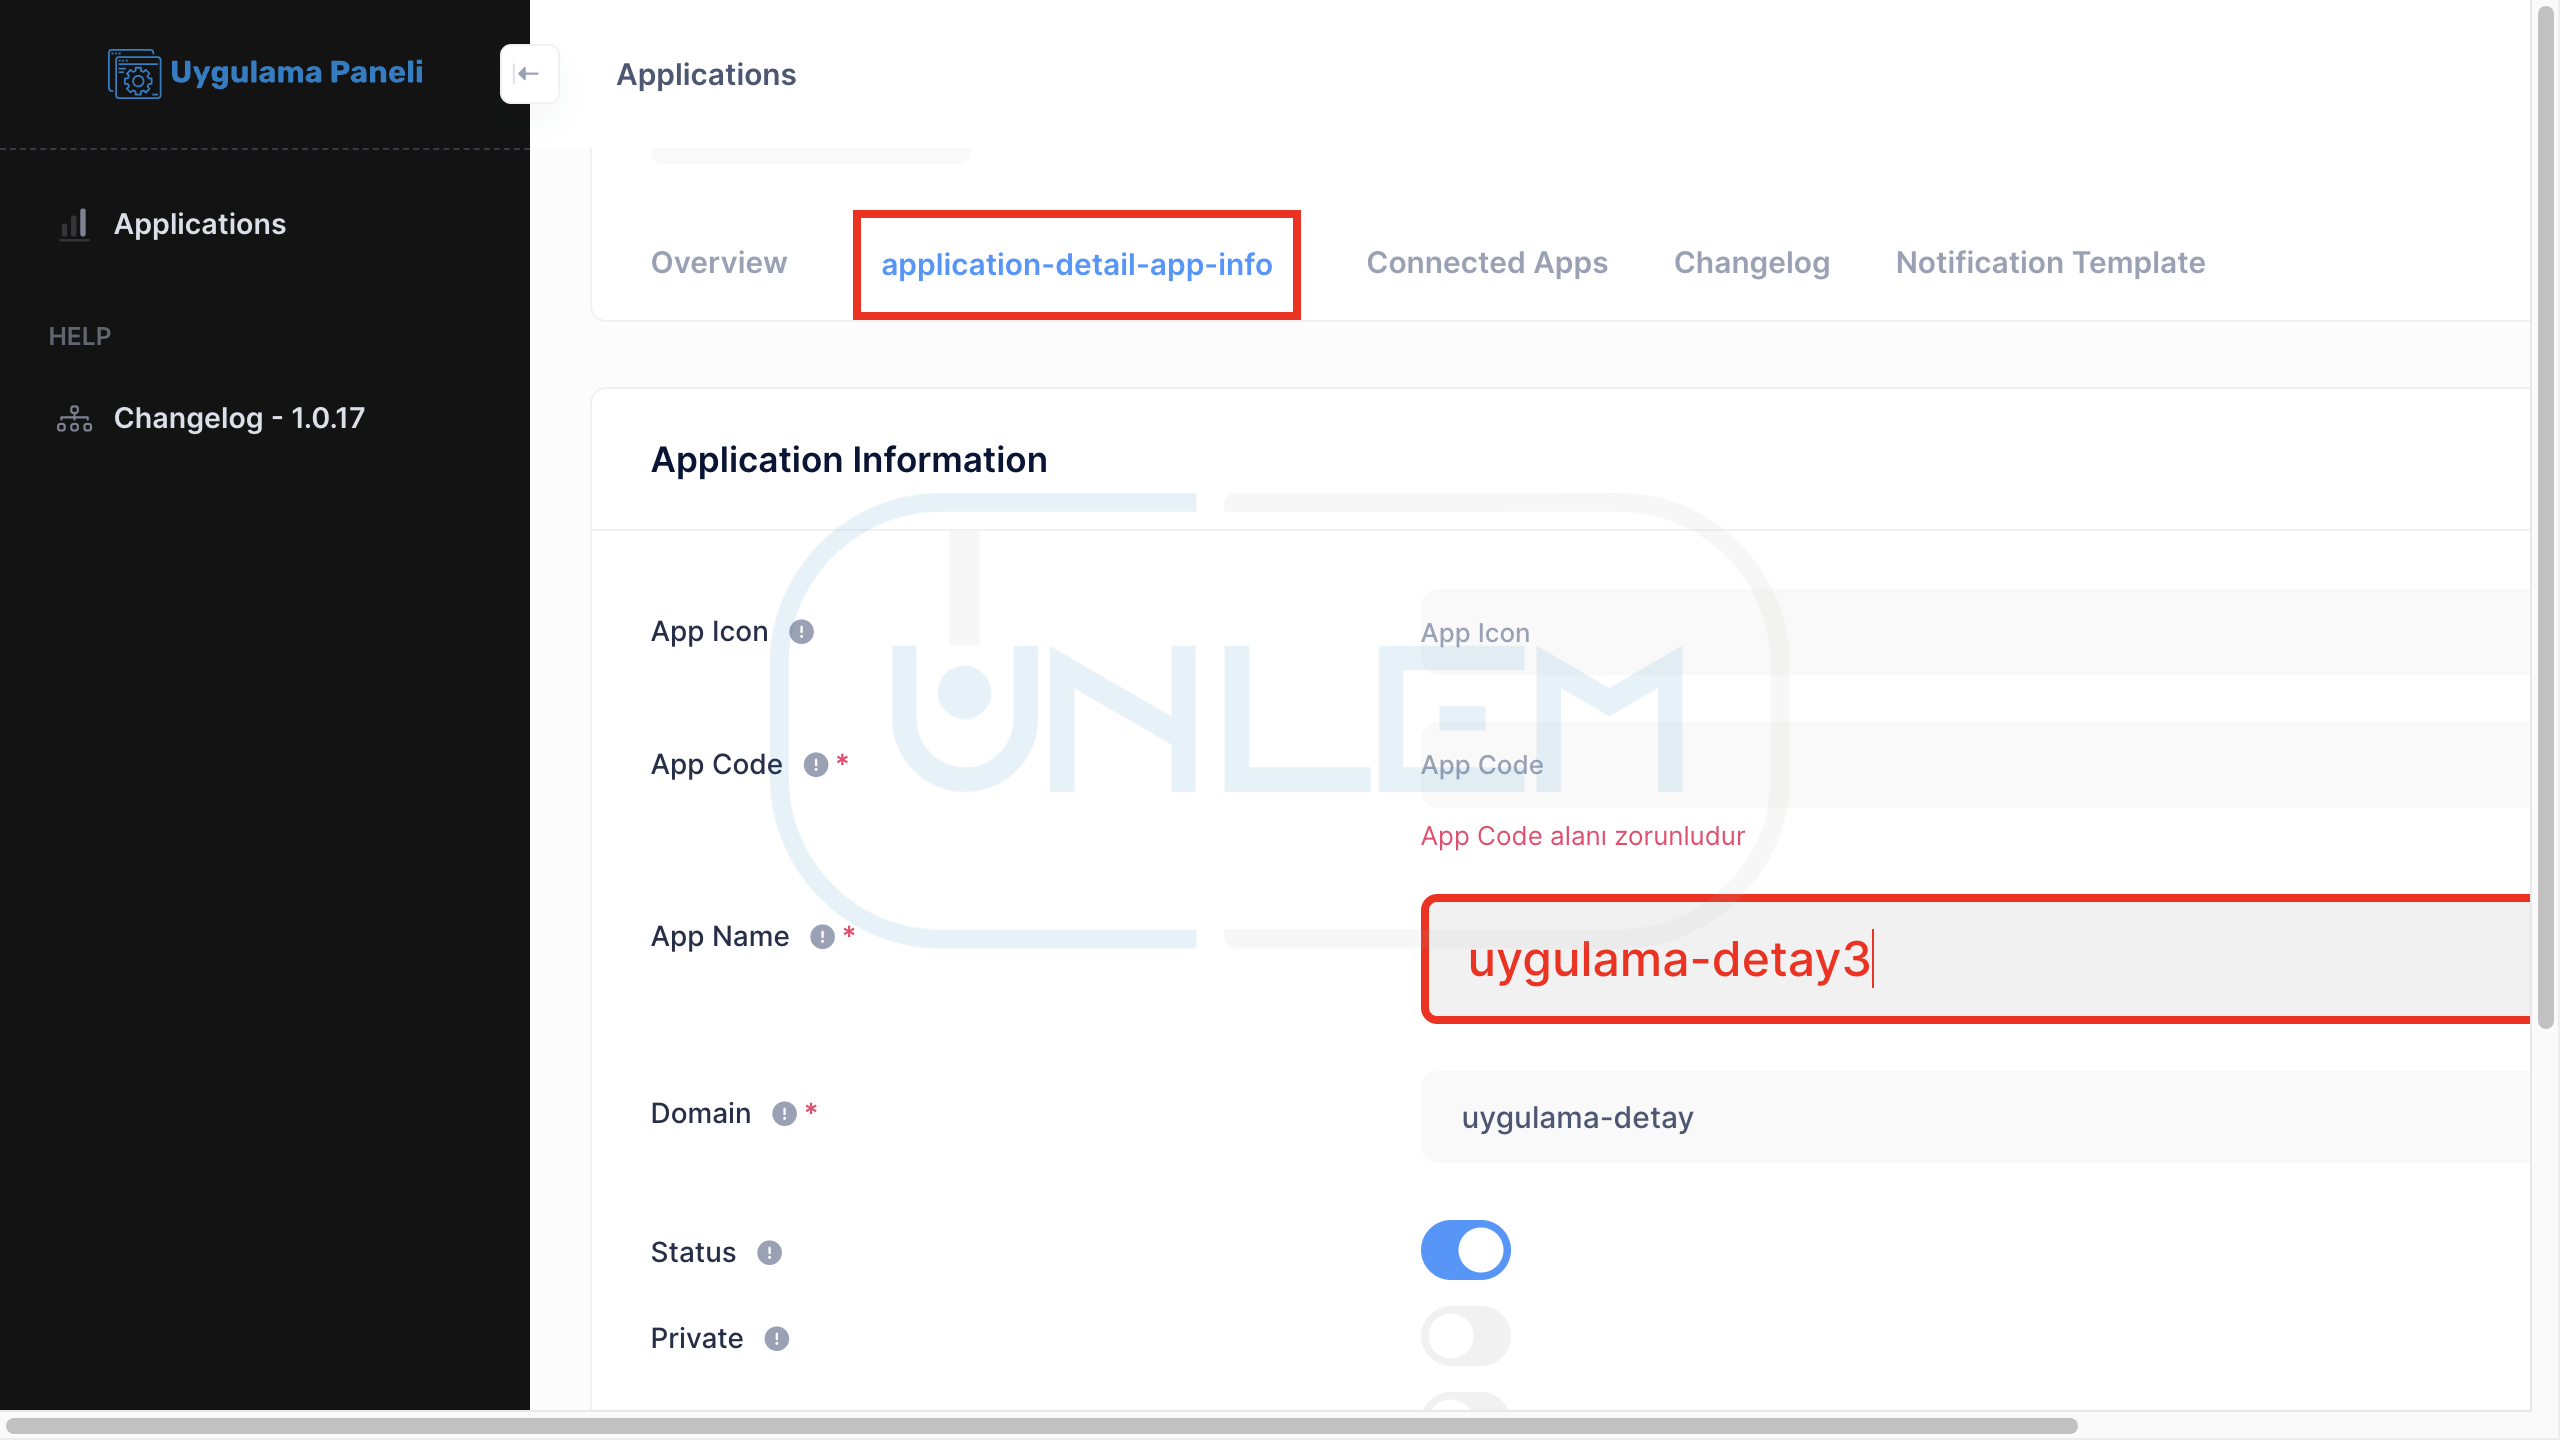 Uygulama Paneli
Applications
Applications
HELP
Changelog - 1.0.17
Overview
application-detail-app-info
Connected Apps
Changelog
Notification Template
Application Information
UNLEM
App Icon
App Icon
App Code *
App Code
App Code alanı zorunludur
App Name *
uygulama-detay3
Domain *
uygulama-detay
Status
Private